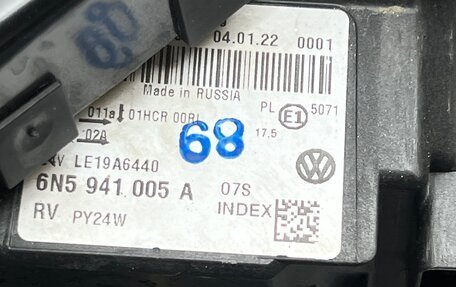 04.01.22 0001
Made in RUSSIA
PL E1 5071
011a 01HCR 00RL
02A
17.5
68
LE19A6440
6N5 941 005 A 07S
INDEX
RV PY24W